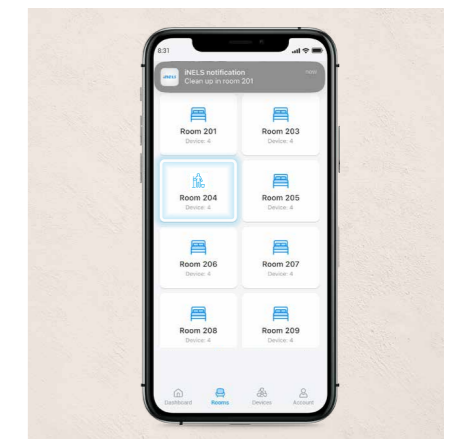 8:31
iNELS
iNELS notification
now
Clean up in room 201
Room 201
Device: 4
Room 203
Device: 4
Room 204
Device: 4
Room 205
Device: 4
Room 206
Device: 4
Room 207
Device: 4
Room 208
Device: 4
Room 209
Device: 4
Dashboard
Rooms
Devices
Account